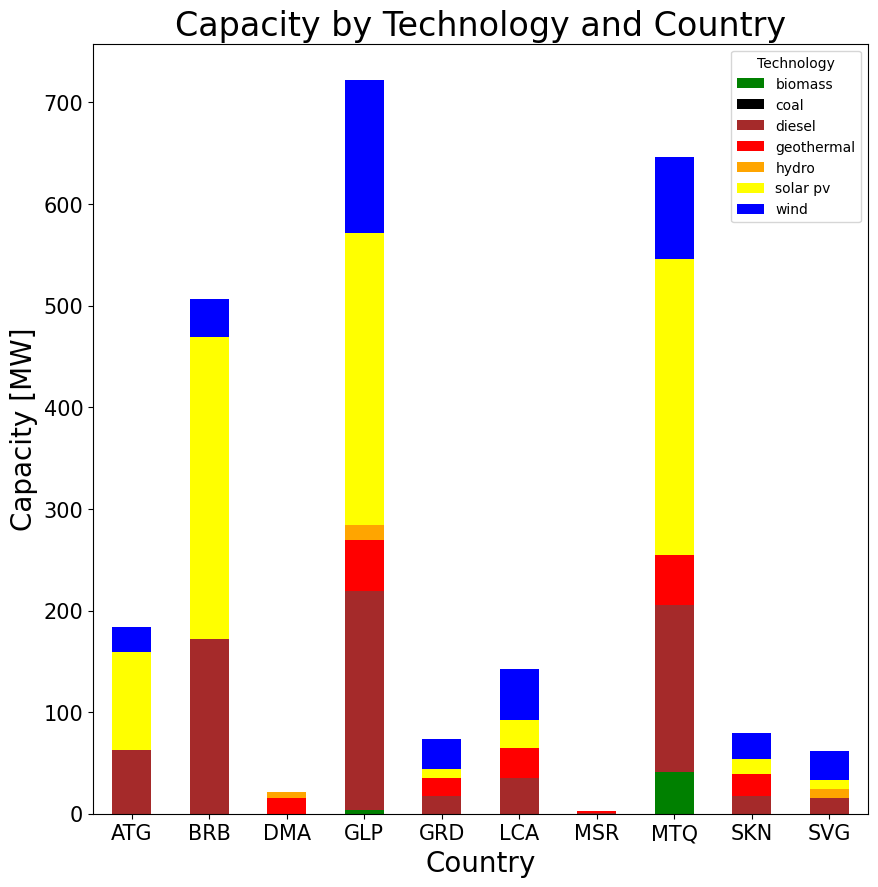 Capacity by Technology and Country
Capacity [MW]
700
600
500
400
300
200
100
0
Technology
biomass
coal
diesel
geothermal
hydro
solar pv
wind
ATG BRB DMA GLP GRD LCA MSR MTQ SKN SVG
Country